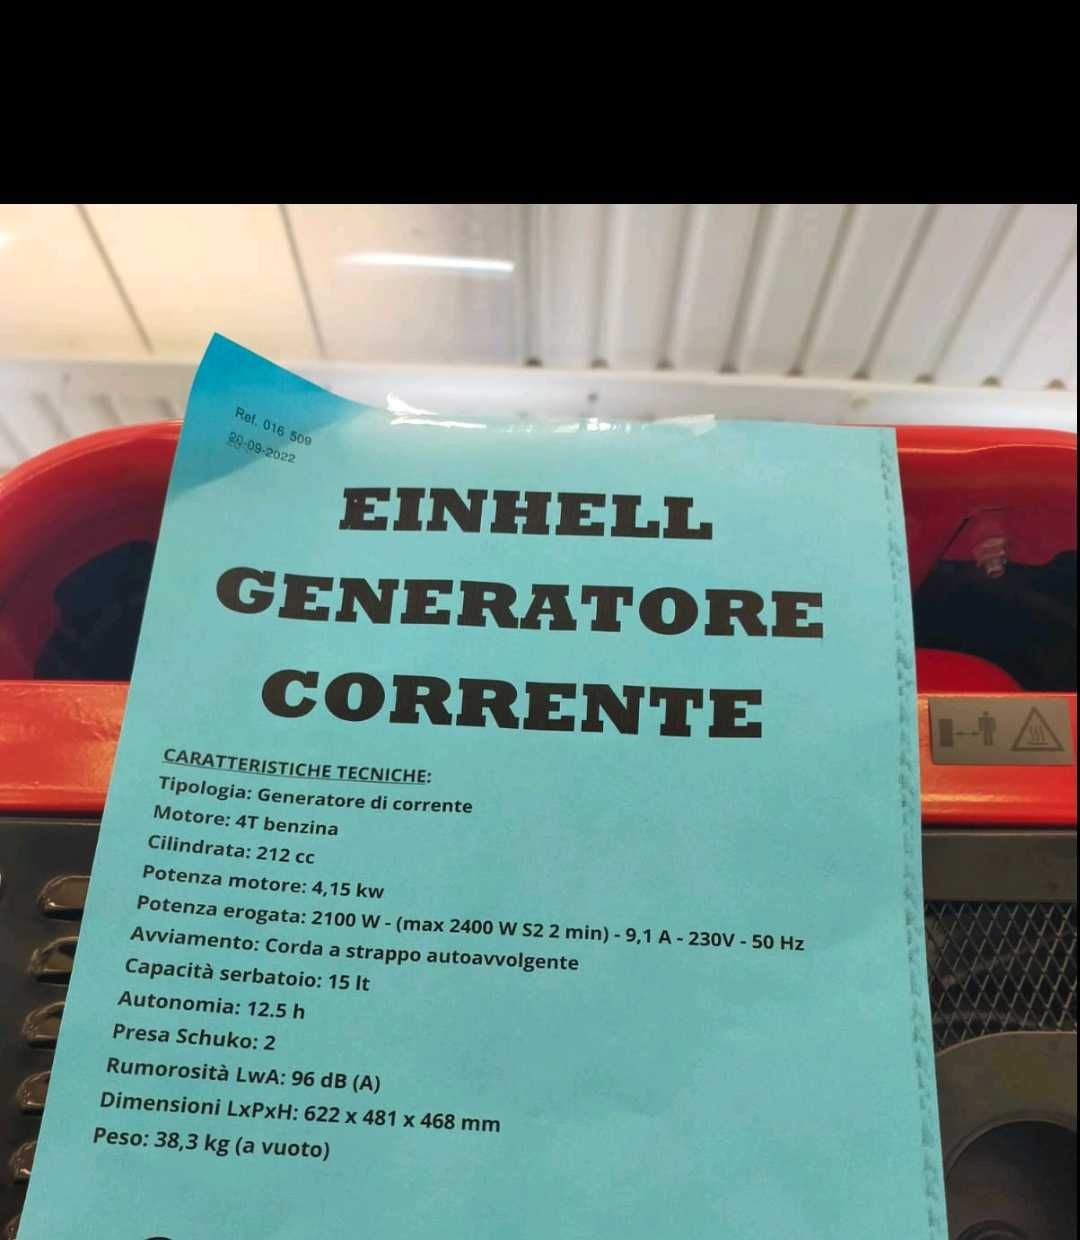 Ref. 016 509
20-09-2022
EINHELL
GENERATORE
CORRENTE
CARATTERISTICHE TECNICHE:
Tipologia: Generatore di corrente
Motore: 4T benzina
Cilindrata: 212 cc
Potenza motore: 4,15 kw
Potenza erogata: 2100 W - (max 2400 W S2 2 min) - 9,1 A - 230V - 50 Hz
Avviamento: Corda a strappo autoavvolgente
Capacità serbatoio: 15 lt
Autonomia: 12.5 h
Presa Schuko: 2
Rumorosità LwA: 96 dB (A)
Dimensioni LxPxH: 622 x 481 x 468 mm
Peso: 38,3 kg (a vuoto)